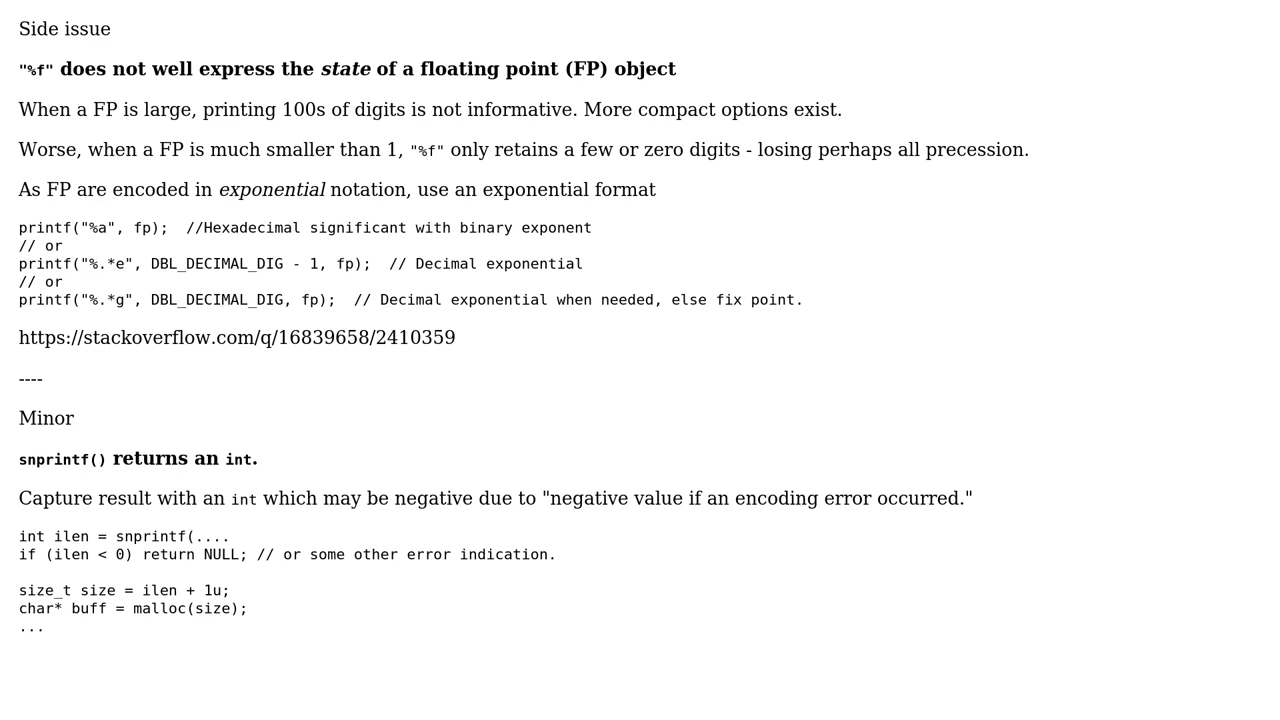 Side issue
"%f" does not well express the state of a floating point (FP) object
When a FP is large, printing 100s of digits is not informative. More compact options exist.
Worse, when a FP is much smaller than 1, "%f" only retains a few or zero digits - losing perhaps all precession.
As FP are encoded in exponential notation, use an exponential format
printf("%a", fp);  //Hexadecimal significant with binary exponent
// or
printf("%.*e", DBL_DECIMAL_DIG - 1, fp);  // Decimal exponential
// or
printf("%.*g", DBL_DECIMAL_DIG, fp);  // Decimal exponential when needed, else fix point.
https://stackoverflow.com/q/16839658/2410359
----
Minor
snprintf() returns an int.
Capture result with an int which may be negative due to "negative value if an encoding error occurred."
int ilen = snprintf(....
if (ilen < 0) return NULL; // or some other error indication.
size_t size = ilen + 1u;
char* buff = malloc(size);
...